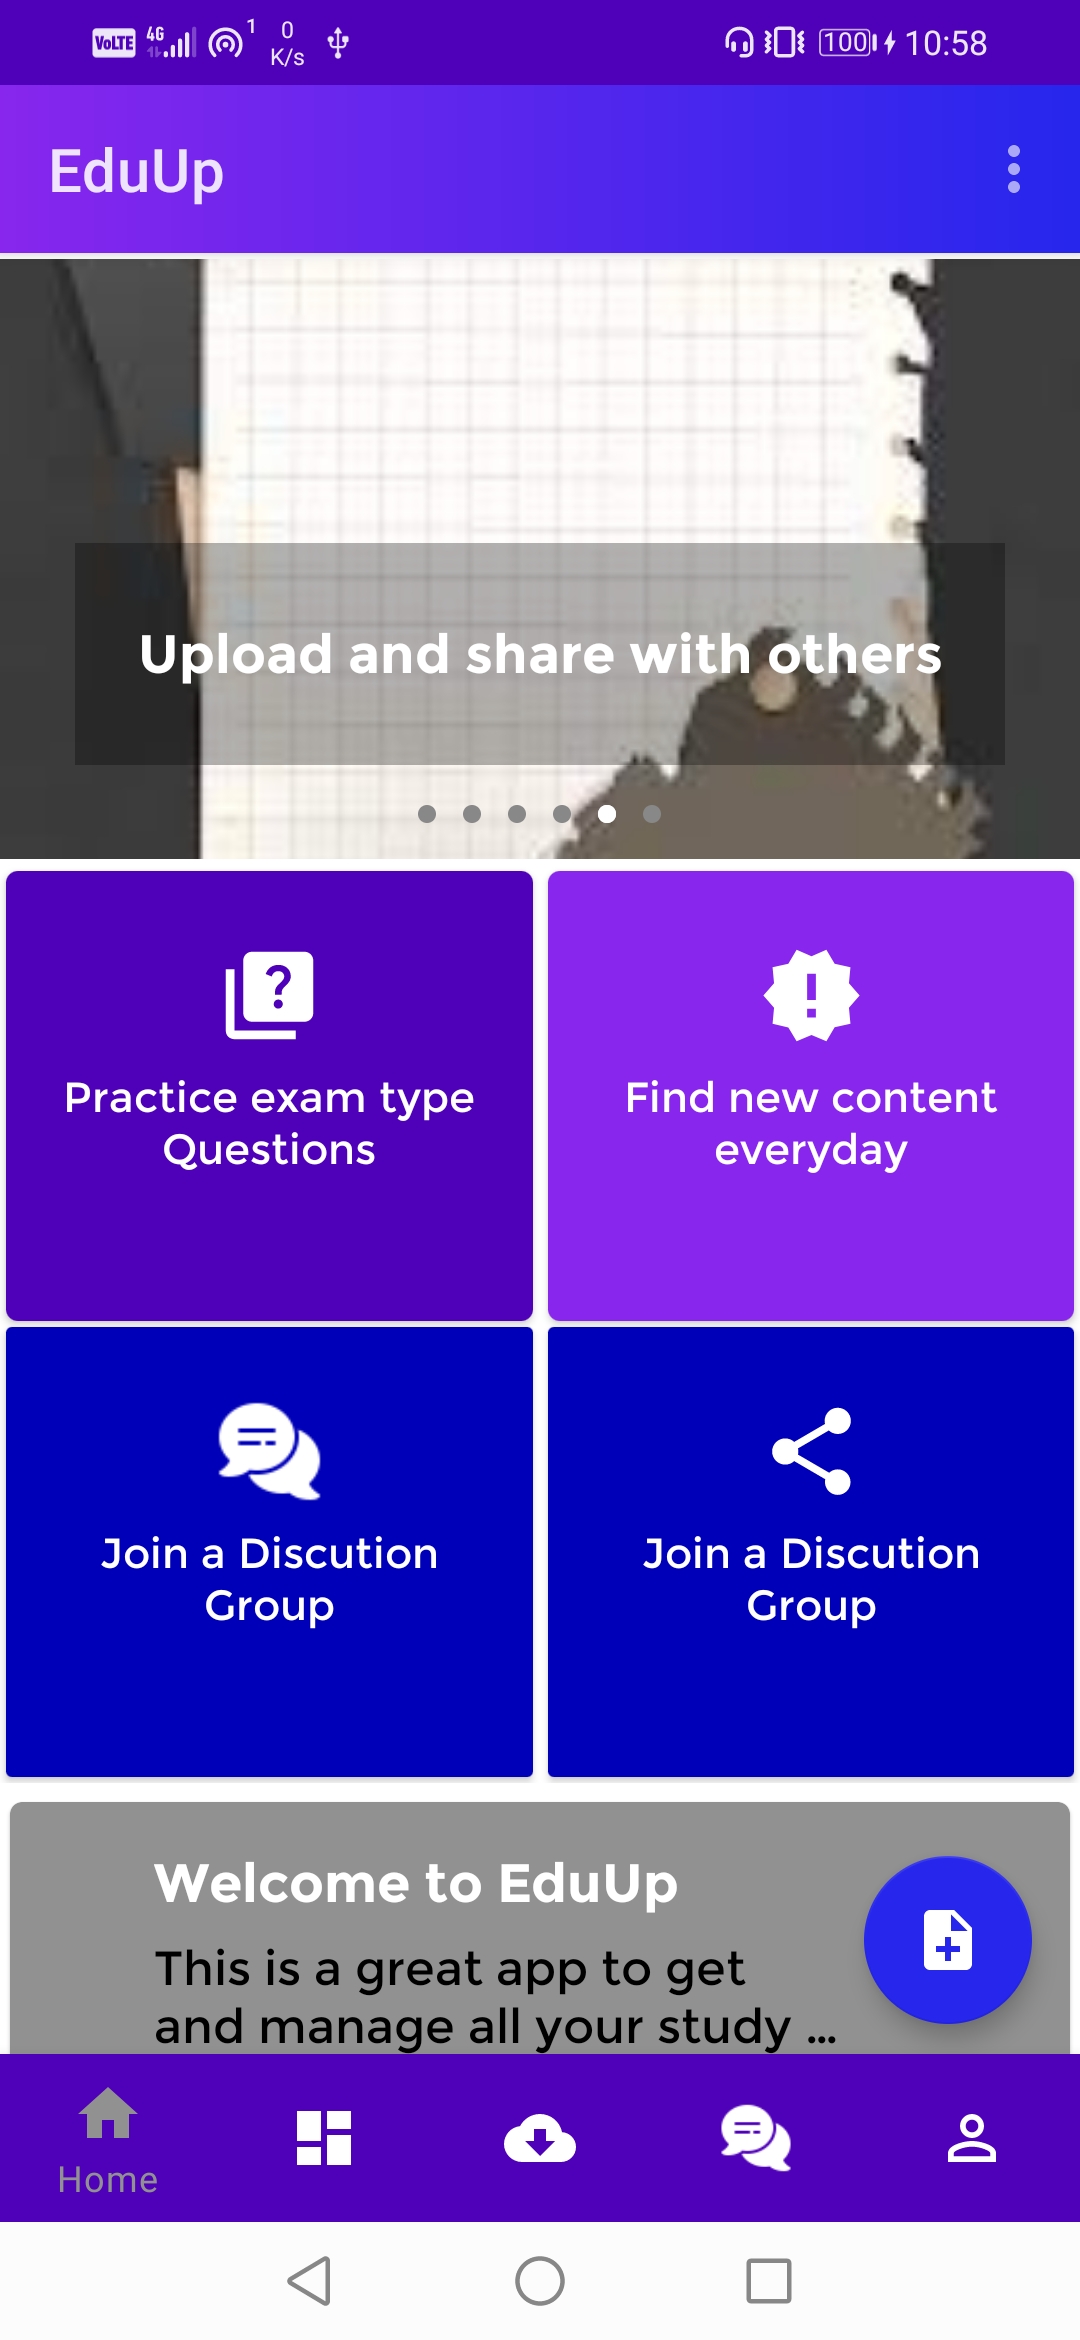 VoLTE 4G 1 0 K/s 100 10:58
EduUp
Upload and share with others
Practice exam type
Questions
Find new content
everyday
Join a Discution
Group
Join a Discution
Group
Welcome to EduUp
This is a great app to get
and manage all your study ...
Home